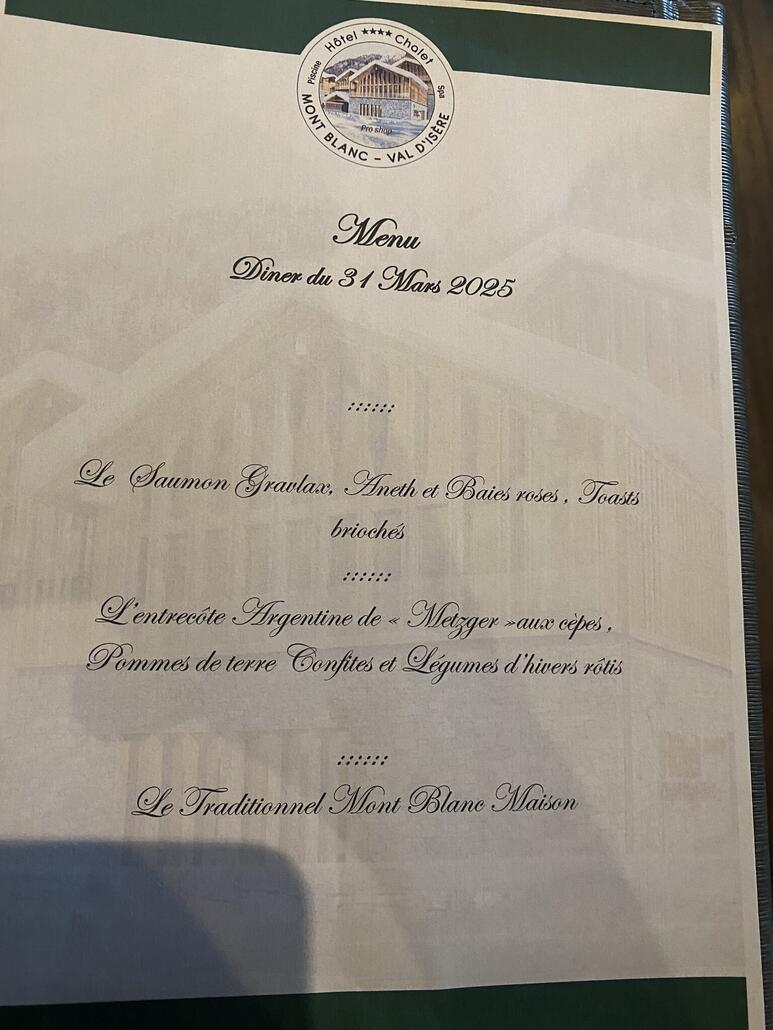 Hôtel ★★★★ Chalet
Piscine
Spa
Pro shop
MONT BLANC – VAL D'ISÈRE
Menu
Diner du 31 Mars 2025
::::::
Le Saumon Gravlax, Aneth et Baies roses , Toasts
briochés
::::::
L'entrecôte Argentine de « Metzger »aux cèpes ,
Pommes de terre Confites et Légumes d'hivers rôtis
::::::
Le Traditionnel Mont Blanc Maison